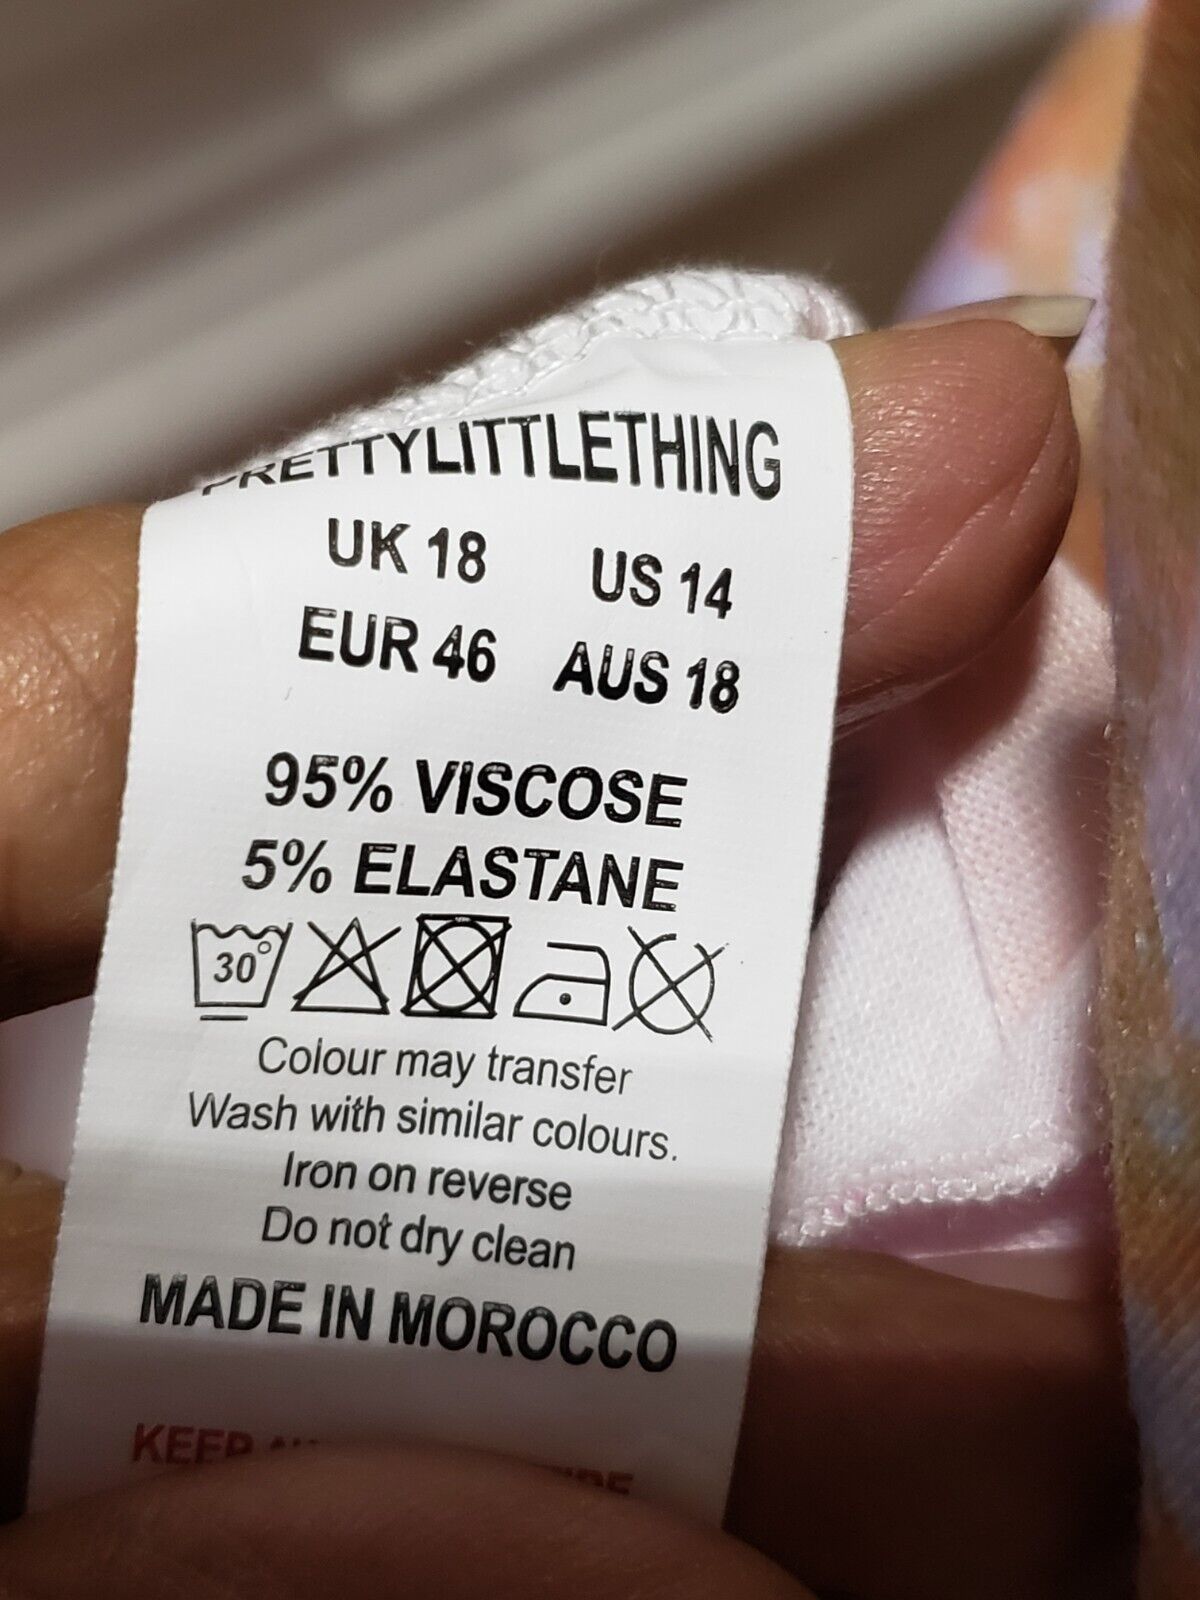 PRETTYLITTLETHING
UK 18 US 14
EUR 46 AUS 18
95% VISCOSE
5% ELASTANE
30°
Colour may transfer
Wash with similar colours.
Iron on reverse
Do not dry clean
MADE IN MOROCCO
KEEP